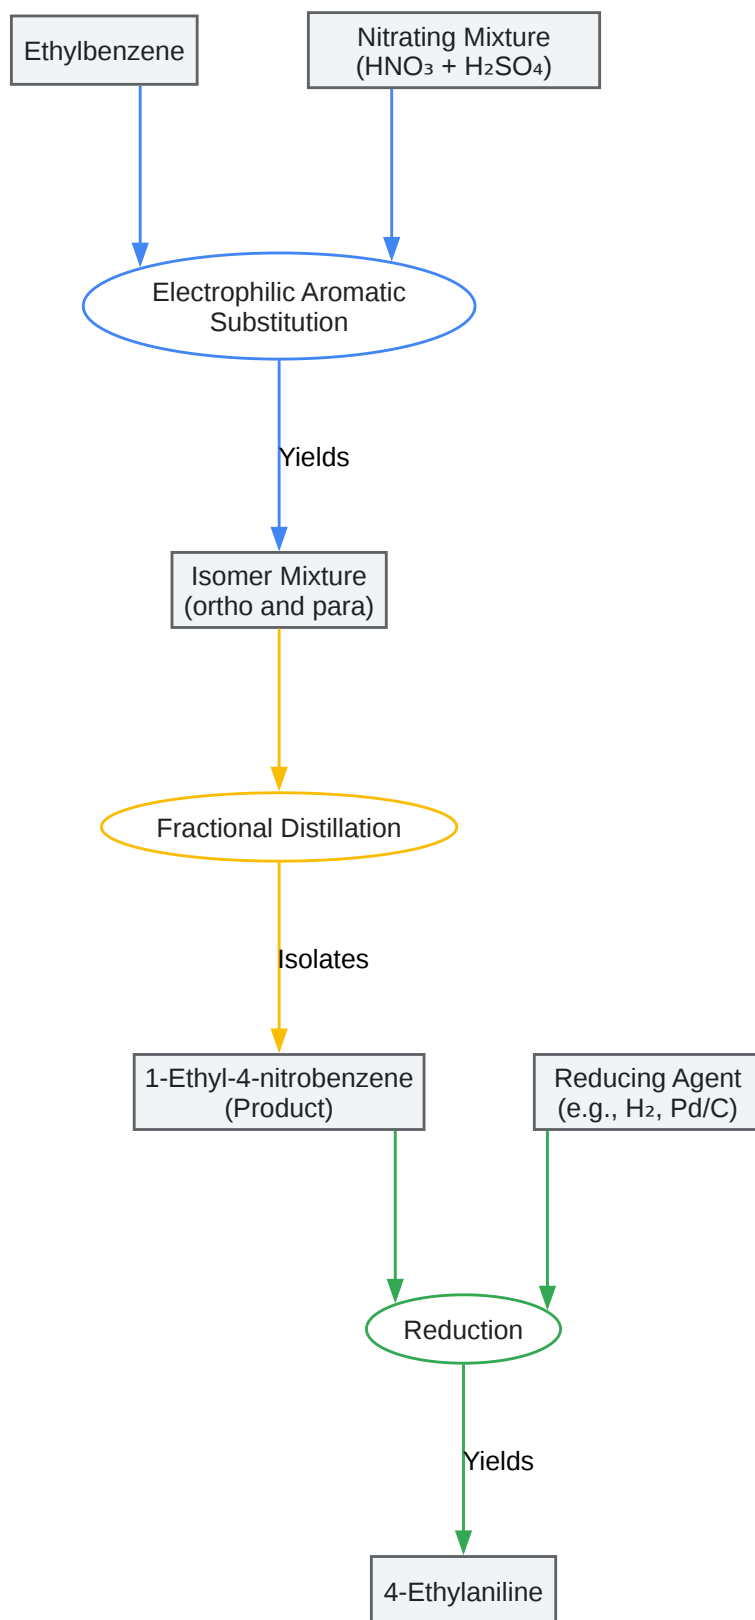 Ethylbenzene
Nitrating Mixture
(HNO₃ + H₂SO₄)
Electrophilic Aromatic
Substitution
Yields
Isomer Mixture
(ortho and para)
Fractional Distillation
Isolates
1-Ethyl-4-nitrobenzene
(Product)
Reducing Agent
(e.g., H₂, Pd/C)
Reduction
Yields
4-Ethylaniline